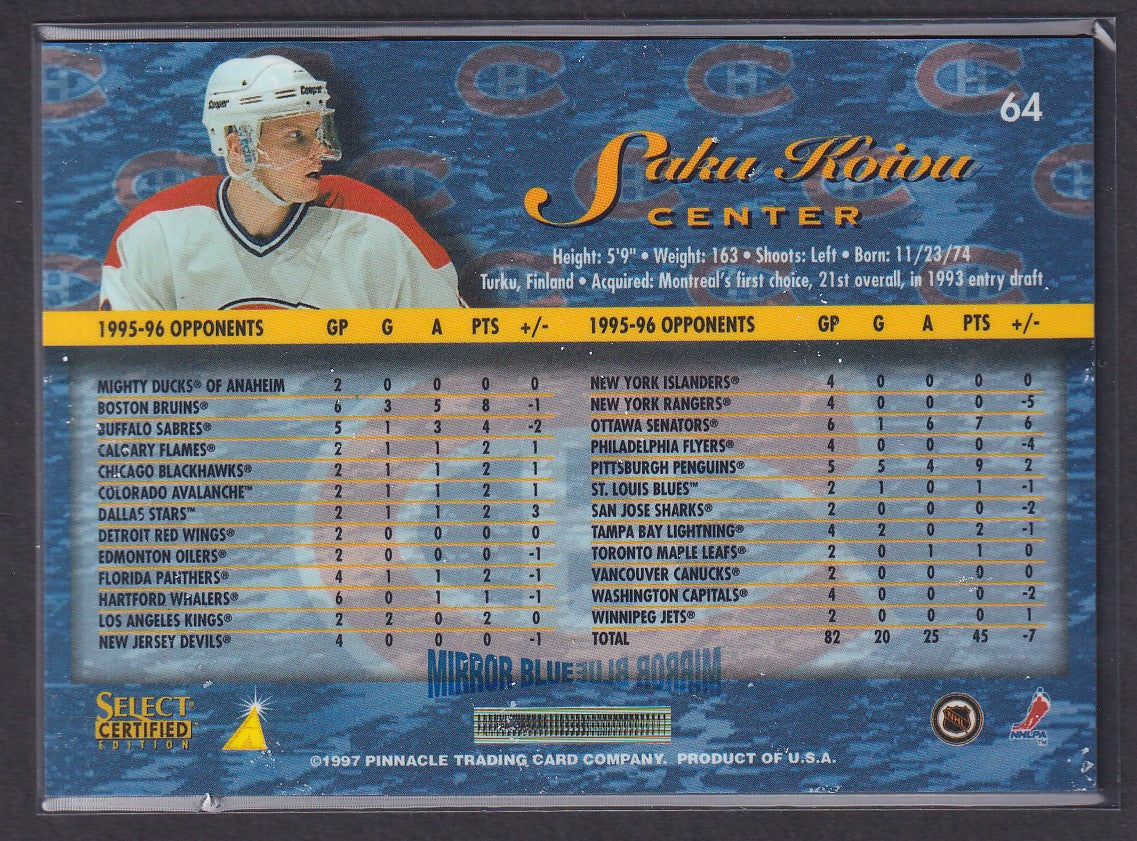 Cooper Cooper
64
Saku Koivu
CENTER
Height: 5'9" • Weight: 163 • Shoots: Left • Born: 11/23/74
Turku, Finland • Acquired: Montreal's first choice, 21st overall, in 1993 entry draft
1995-96 OPPONENTS GP G A PTS +/- 1995-96 OPPONENTS GP G A PTS +/-
MIGHTY DUCKS® OF ANAHEIM 2 0 0 0 0
BOSTON BRUINS® 6 3 5 8 -1
BUFFALO SABRES® 5 1 3 4 -2
CALGARY FLAMES® 2 1 1 2 1
CHICAGO BLACKHAWKS® 2 1 1 2 1
COLORADO AVALANCHE™ 2 1 1 2 1
DALLAS STARS™ 2 1 1 2 3
DETROIT RED WINGS® 2 0 0 0 0
EDMONTON OILERS® 2 0 0 0 -1
FLORIDA PANTHERS® 4 1 1 2 -1
HARTFORD WHALERS® 6 0 1 1 -1
LOS ANGELES KINGS® 2 2 0 2 0
NEW JERSEY DEVILS® 4 0 0 0 -1
NEW YORK ISLANDERS® 4 0 0 0 0
NEW YORK RANGERS® 4 0 0 0 -5
OTTAWA SENATORS® 6 1 6 7 6
PHILADELPHIA FLYERS® 4 0 0 0 -4
PITTSBURGH PENGUINS® 5 5 4 9 2
ST. LOUIS BLUES™ 2 1 0 1 -1
SAN JOSE SHARKS® 2 0 0 0 -2
TAMPA BAY LIGHTNING® 4 2 0 2 -1
TORONTO MAPLE LEAFS® 2 0 1 1 0
VANCOUVER CANUCKS® 2 0 0 0 0
WASHINGTON CAPITALS® 4 0 0 0 -2
WINNIPEG JETS® 2 0 0 0 1
TOTAL 82 20 25 45 -7
MIRROR BLUE MIRROR BLUE
SELECT®
CERTIFIED™
EDITION
NHL
NHLPA™
©1997 PINNACLE TRADING CARD COMPANY. PRODUCT OF U.S.A.